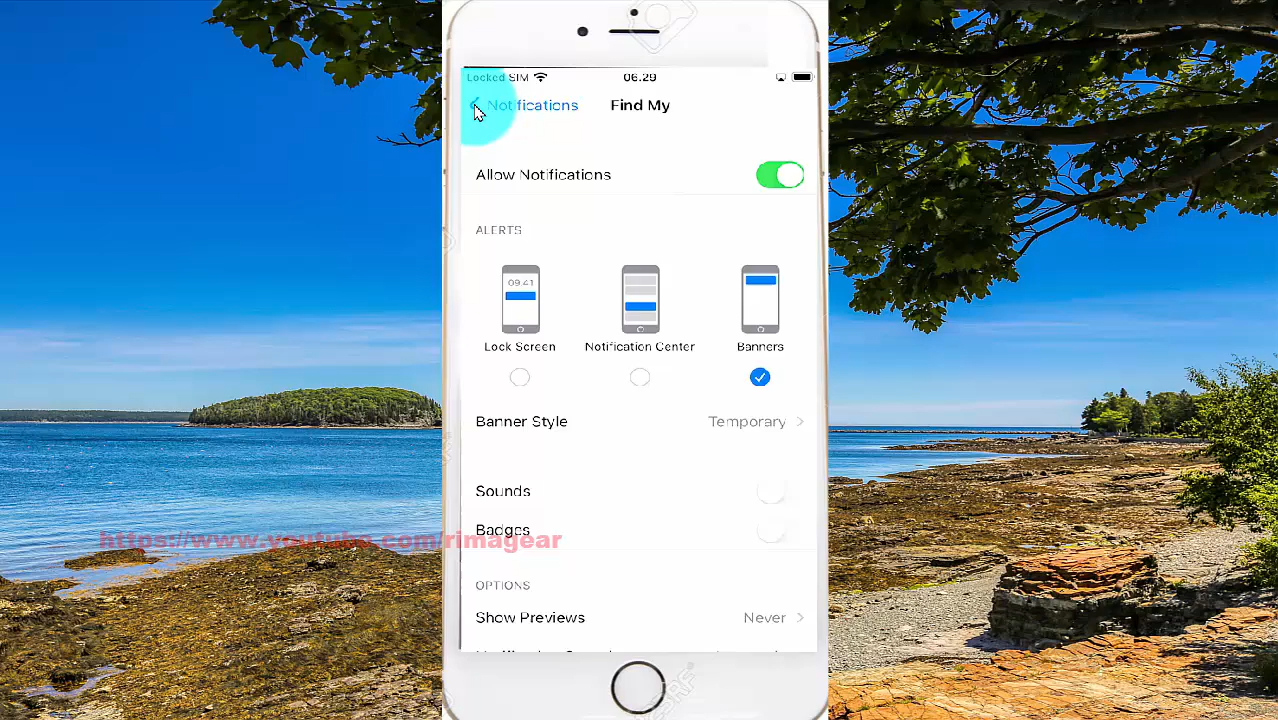 Locked SIM 06.29
Notifications Find My
Allow Notifications
ALERTS
09.41
Lock Screen Notification Center Banners
Banner Style Temporary
Sounds
Badges
https://www.youtube.com/rimagear
OPTIONS
Show Previews Never